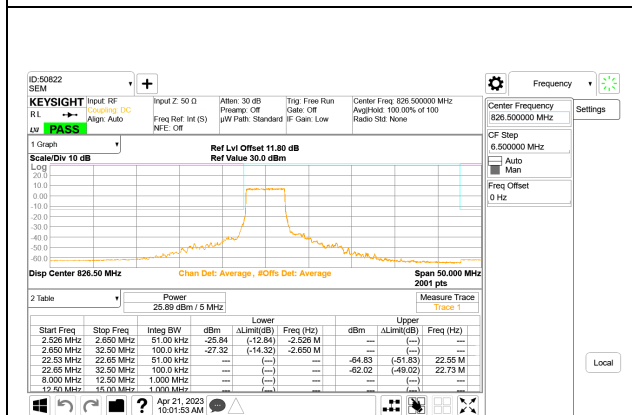 ID:50822
SEM
Frequency
KEYSIGHT Input: RF Input Z: 50 Ω Atten: 30 dB Trig: Free Run Center Freq: 826.500000 MHz
R L Coupling: DC Preamp: Off Gate: Off Avg|Hold: 100.00% of 100
Align: Auto Freq Ref: Int (S) µW Path: Standard IF Gain: Low Radio Std: None
PASS NFE: Off
Center Frequency
826.500000 MHz
Settings
CF Step
6.500000 MHz
Auto
Man
Freq Offset
0 Hz
Local
1 Graph
Ref Lvl Offset 11.80 dB
Scale/Div 10 dB Ref Value 30.0 dBm
Log
20.0
10.0
0.00
-10.0
-20.0
-30.0
-40.0
-50.0
-60.0
Disp Center 826.50 MHz Chan Det: Average , #Offs Det: Average Span 50.000 MHz
2001 pts
2 Table Power Measure Trace
25.89 dBm / 5 MHz Trace 1
Lower Upper
Start Freq Stop Freq Integ BW dBm ΔLimit(dB) Freq (Hz) dBm ΔLimit(dB) Freq (Hz)
2.526 MHz 2.650 MHz 51.00 kHz -25.84 (-12.84) -2.526 M --- (---) ---
2.650 MHz 32.50 MHz 100.0 kHz -27.32 (-14.32) -2.650 M --- (---) ---
22.53 MHz 22.65 MHz 51.00 kHz --- (---) --- -64.83 (-51.83) 22.55 M
22.65 MHz 32.50 MHz 100.0 kHz --- (---) --- -62.02 (-49.02) 22.73 M
8.000 MHz 12.50 MHz 1.000 MHz --- (---) --- --- (---) ---
12.50 MHz 15.00 MHz 1.000 MHz --- (---) --- --- (---) ---
? Apr 21, 2023
10:01:53 AM